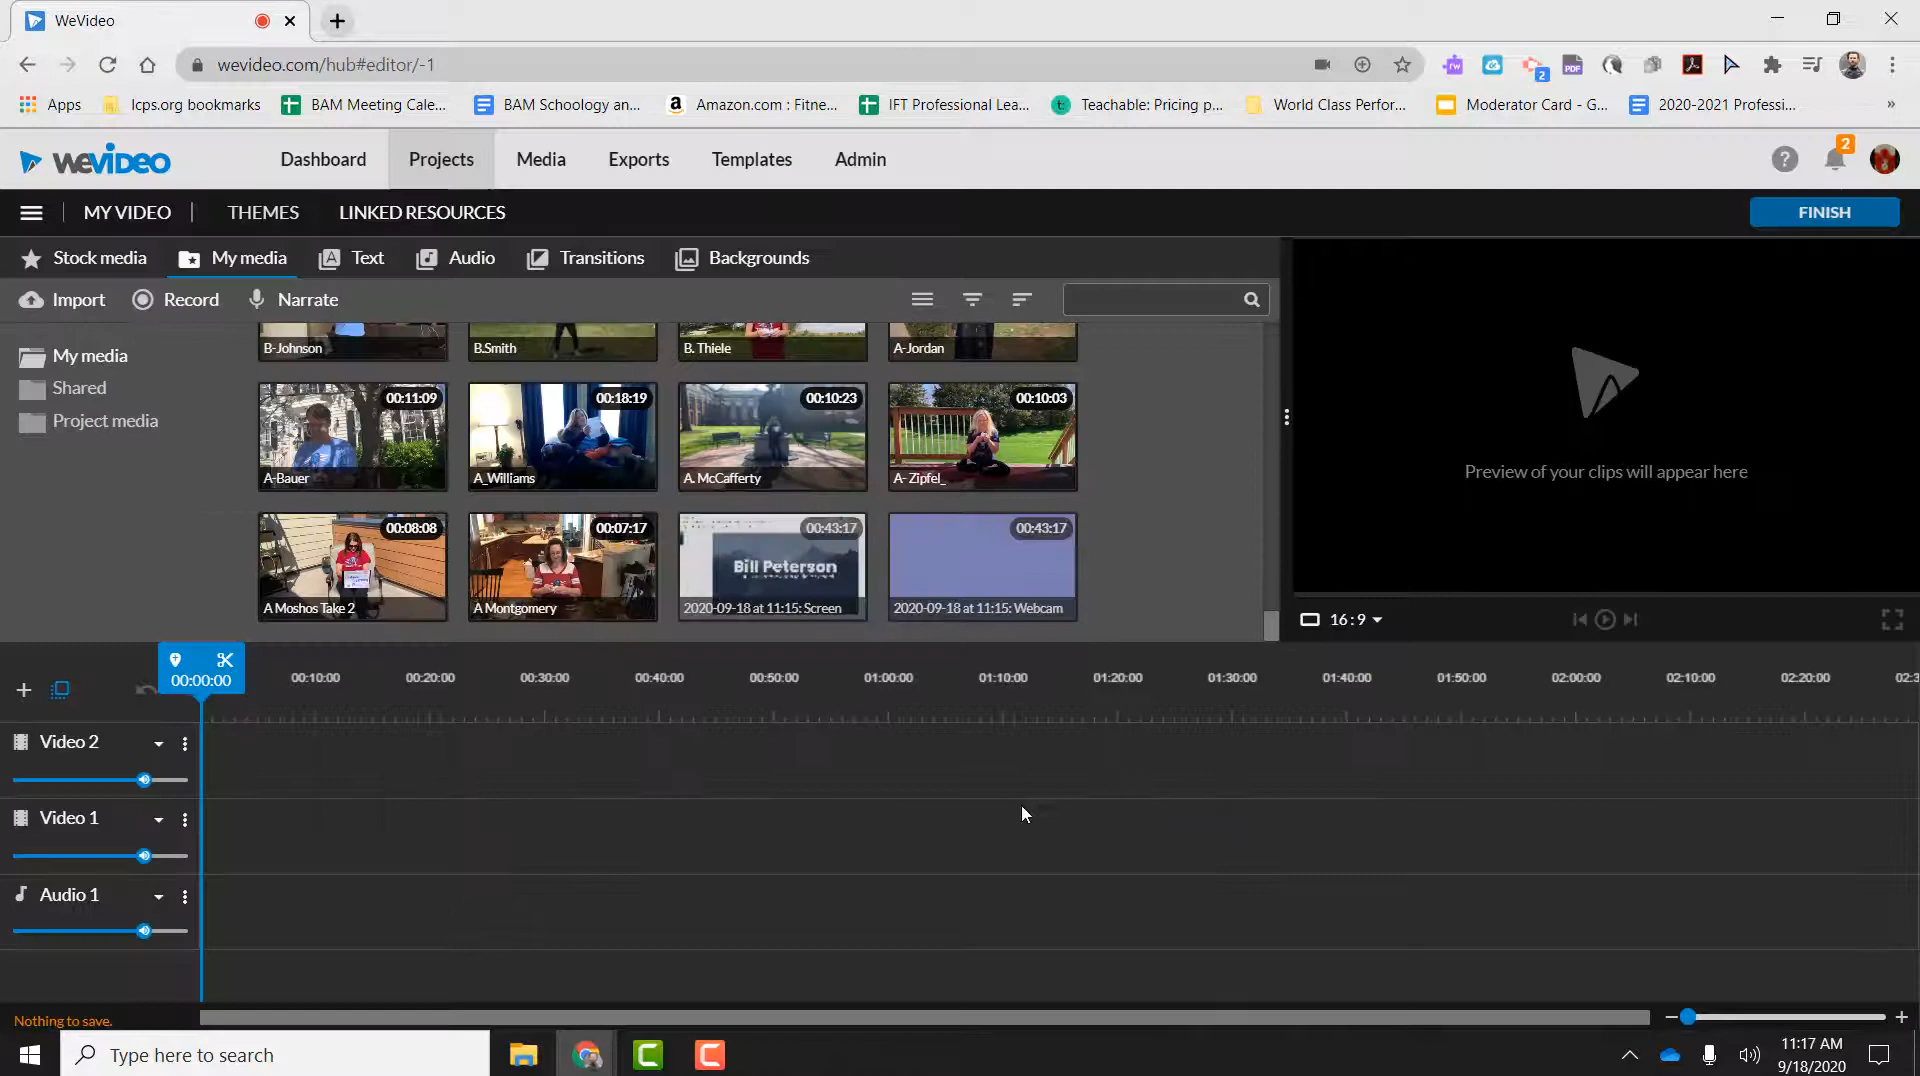 WeVideo
wevideo.com/hub#editor/-1
2
Apps
lcps.org bookmarks
BAM Meeting Cale...
BAM Schoology an...
Amazon.com : Fitne...
IFT Professional Lea...
Teachable: Pricing p...
World Class Perfor...
Moderator Card - G...
2020-2021 Professi...
»
WEVIDEO
Dashboard
Projects
Media
Exports
Templates
Admin
?
2
MY VIDEO
THEMES
LINKED RESOURCES
FINISH
Stock media
My media
Text
Audio
Transitions
Backgrounds
Import
Record
Narrate
My media
Shared
Project media
B-Johnson
B.Smith
B. Thiele
A-Jordan
00:11:09
A-Bauer
00:18:19
A_Williams
00:10:23
A. McCafferty
00:10:03
A- Zipfel_
00:08:08
A Moshos Take 2
00:07:17
A Montgomery
00:43:17
Bill Peterson
2020-09-18 at 11:15: Screen
00:43:17
2020-09-18 at 11:15: Webcam
Preview of your clips will appear here
16:9
00:00:00
00:10:00
00:20:00
00:30:00
00:40:00
00:50:00
01:00:00
01:10:00
01:20:00
01:30:00
01:40:00
01:50:00
02:00:00
02:10:00
02:20:00
02:3
Video 2
Video 1
Audio 1
Nothing to save.
Type here to search
11:17 AM
9/18/2020